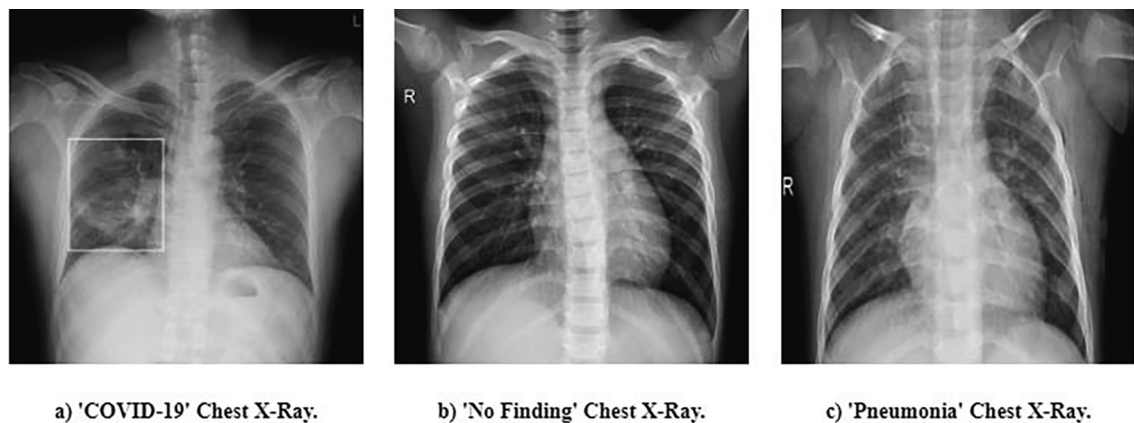 L
R
R
a) 'COVID-19' Chest X-Ray.
b) 'No Finding' Chest X-Ray.
c) 'Pneumonia' Chest X-Ray.